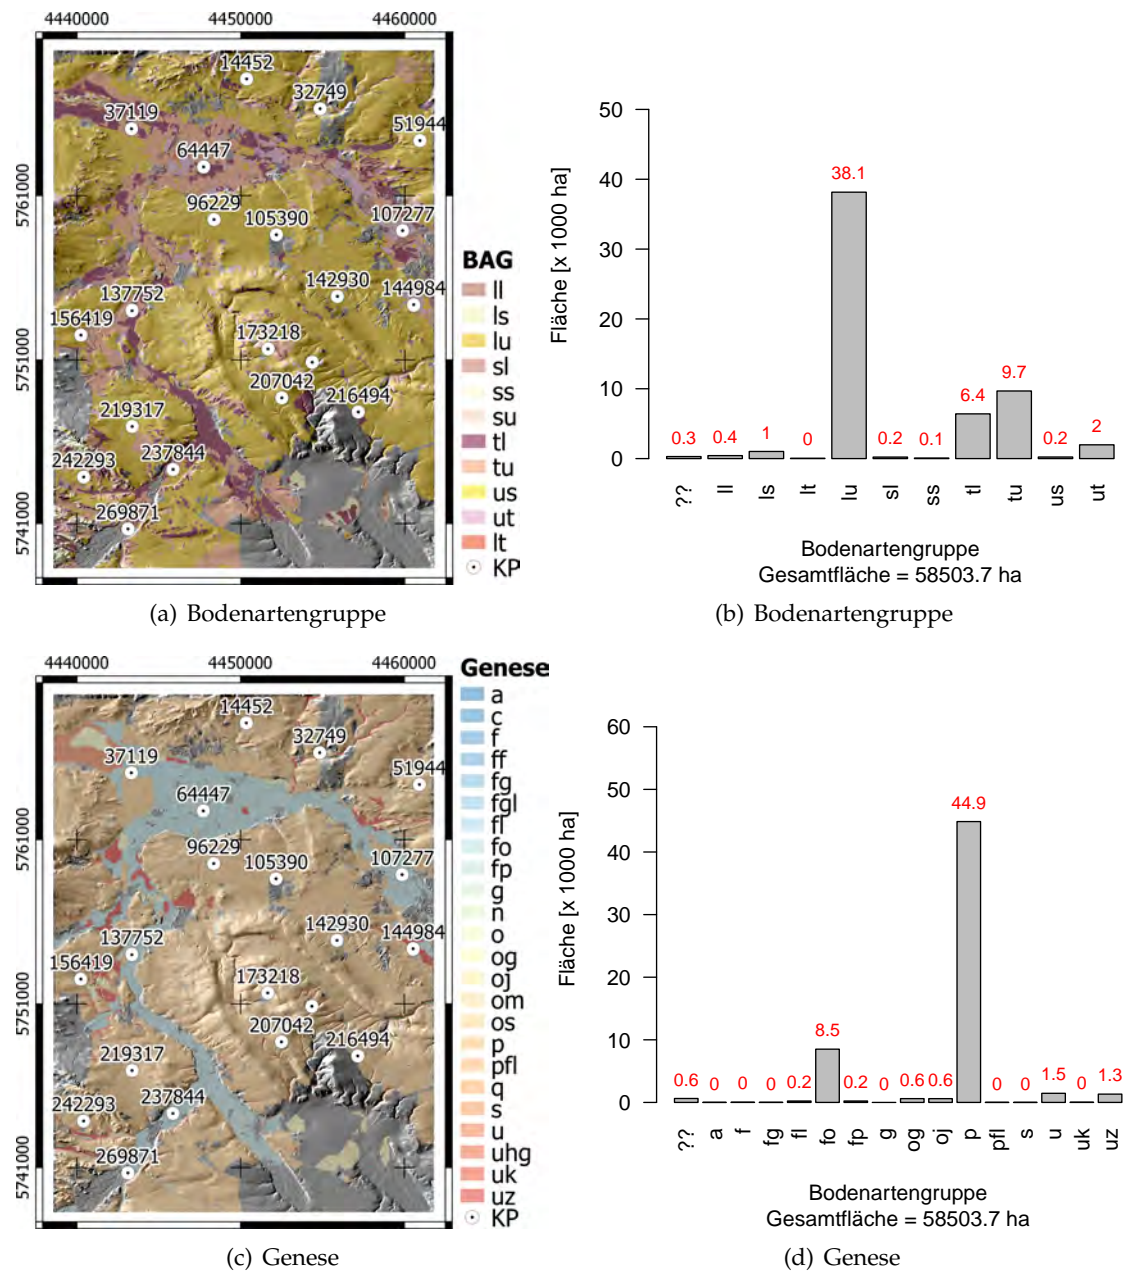 4440000 4450000 4460000
14452
32749
37119
51944
64447
5761000
96229
105390
107277
142930
144984
137752
156419
5751000
173218
207042
216494
219317
237844
242293
269871
5741000
BAG
ll
ls
lu
sl
ss
su
tl
tu
us
ut
lt
KP
(a) Bodenartengruppe
Fläche [x 1000 ha]
50
40
30
20
10
0
0.3 0.4 1 0 38.1 0.2 0.1 6.4 9.7 0.2 2
?? ll ls lt lu sl ss tl tu us ut
Bodenartengruppe
Gesamtfläche = 58503.7 ha
(b) Bodenartengruppe
4440000 4450000 4460000
14452
32749
37119
51944
64447
5761000
96229
105390
107277
142930
144984
137752
156419
5751000
173218
207042
216494
219317
237844
242293
269871
5741000
Genese
a
c
f
ff
fg
fgl
fl
fo
fp
g
n
o
og
oj
om
os
p
pfl
q
s
u
uhg
uk
uz
KP
(c) Genese
Fläche [x 1000 ha]
60
50
40
30
20
10
0
0.6 0 0 0 0.2 8.5 0.2 0 0.6 0.6 44.9 0 0 1.5 0 1.3
?? a f fg fl fo fp g og oj p pfl s u uk uz
Bodenartengruppe
Gesamtfläche = 58503.7 ha
(d) Genese